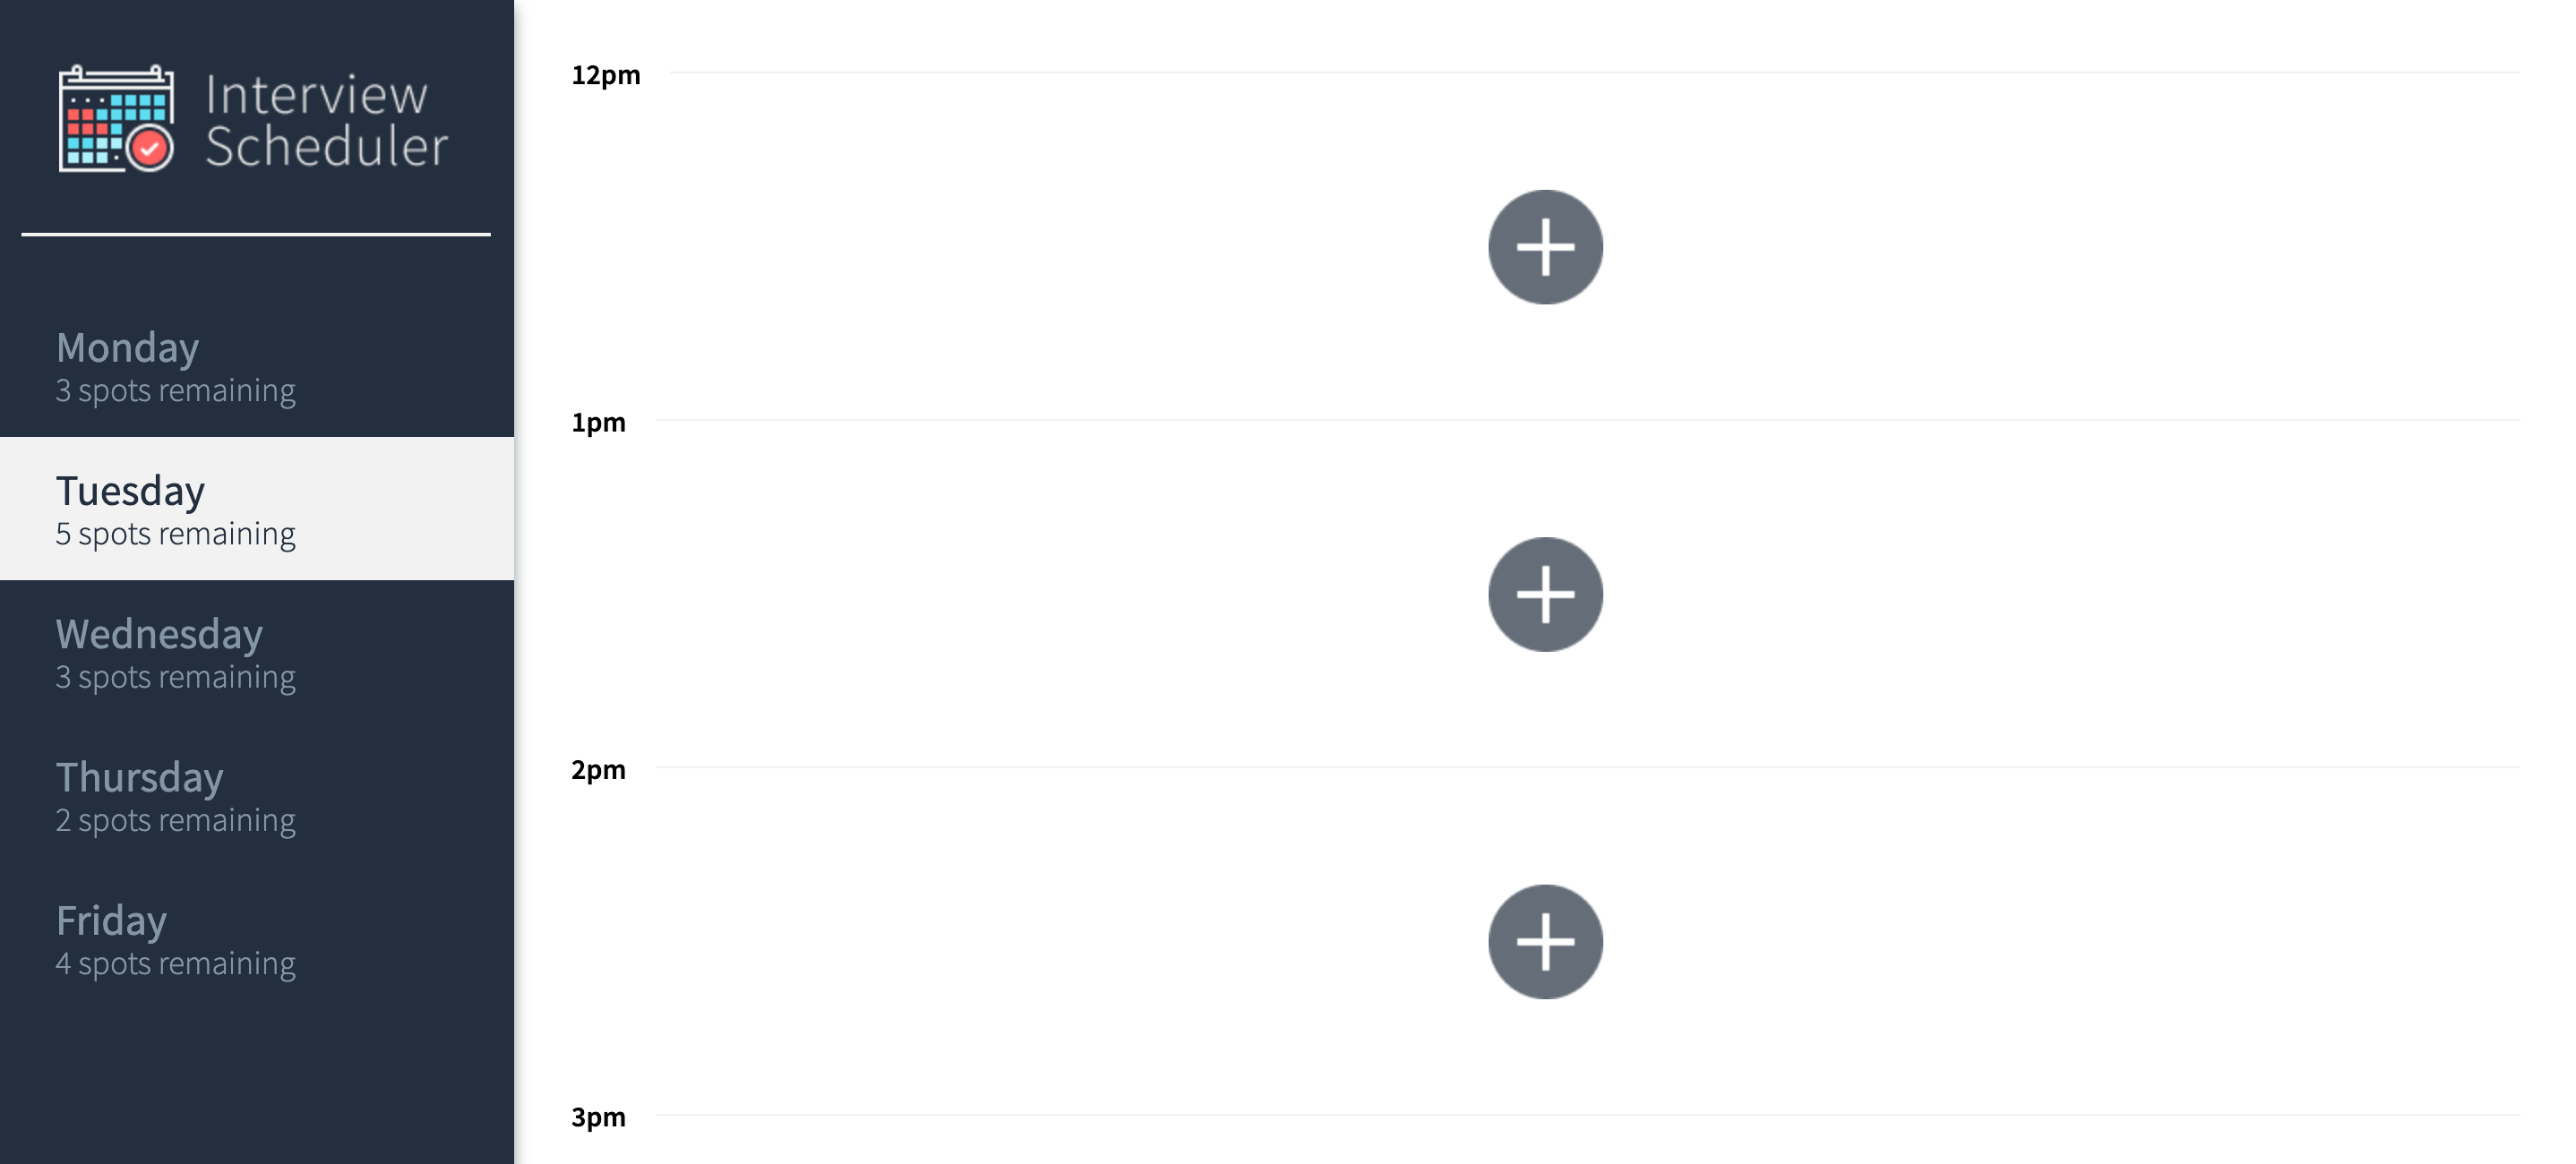 Interview
Scheduler
Monday
3 spots remaining
Tuesday
5 spots remaining
Wednesday
3 spots remaining
Thursday
2 spots remaining
Friday
4 spots remaining
12pm
1pm
2pm
3pm